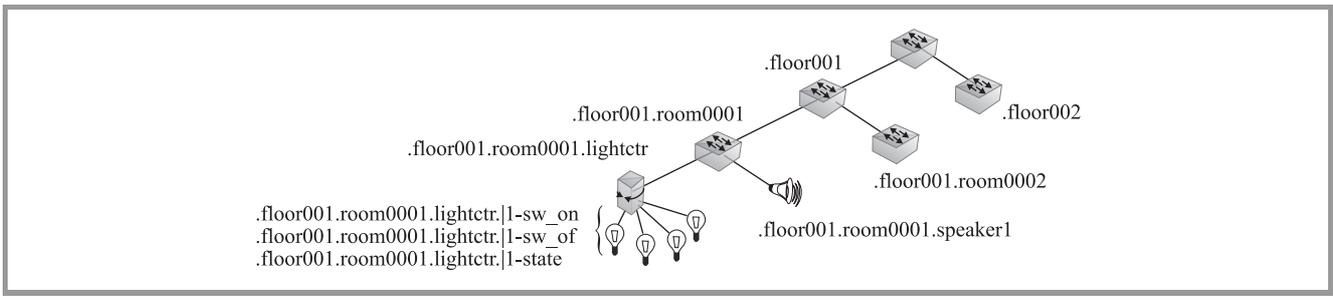 .floor001
.floor002
.floor001.room0001
.floor001.room0002
.floor001.room0001.lightctr
.floor001.room0001.speaker1
.floor001.room0001.lightctr.|1-sw_on
.floor001.room0001.lightctr.|1-sw_of
.floor001.room0001.lightctr.|1-state